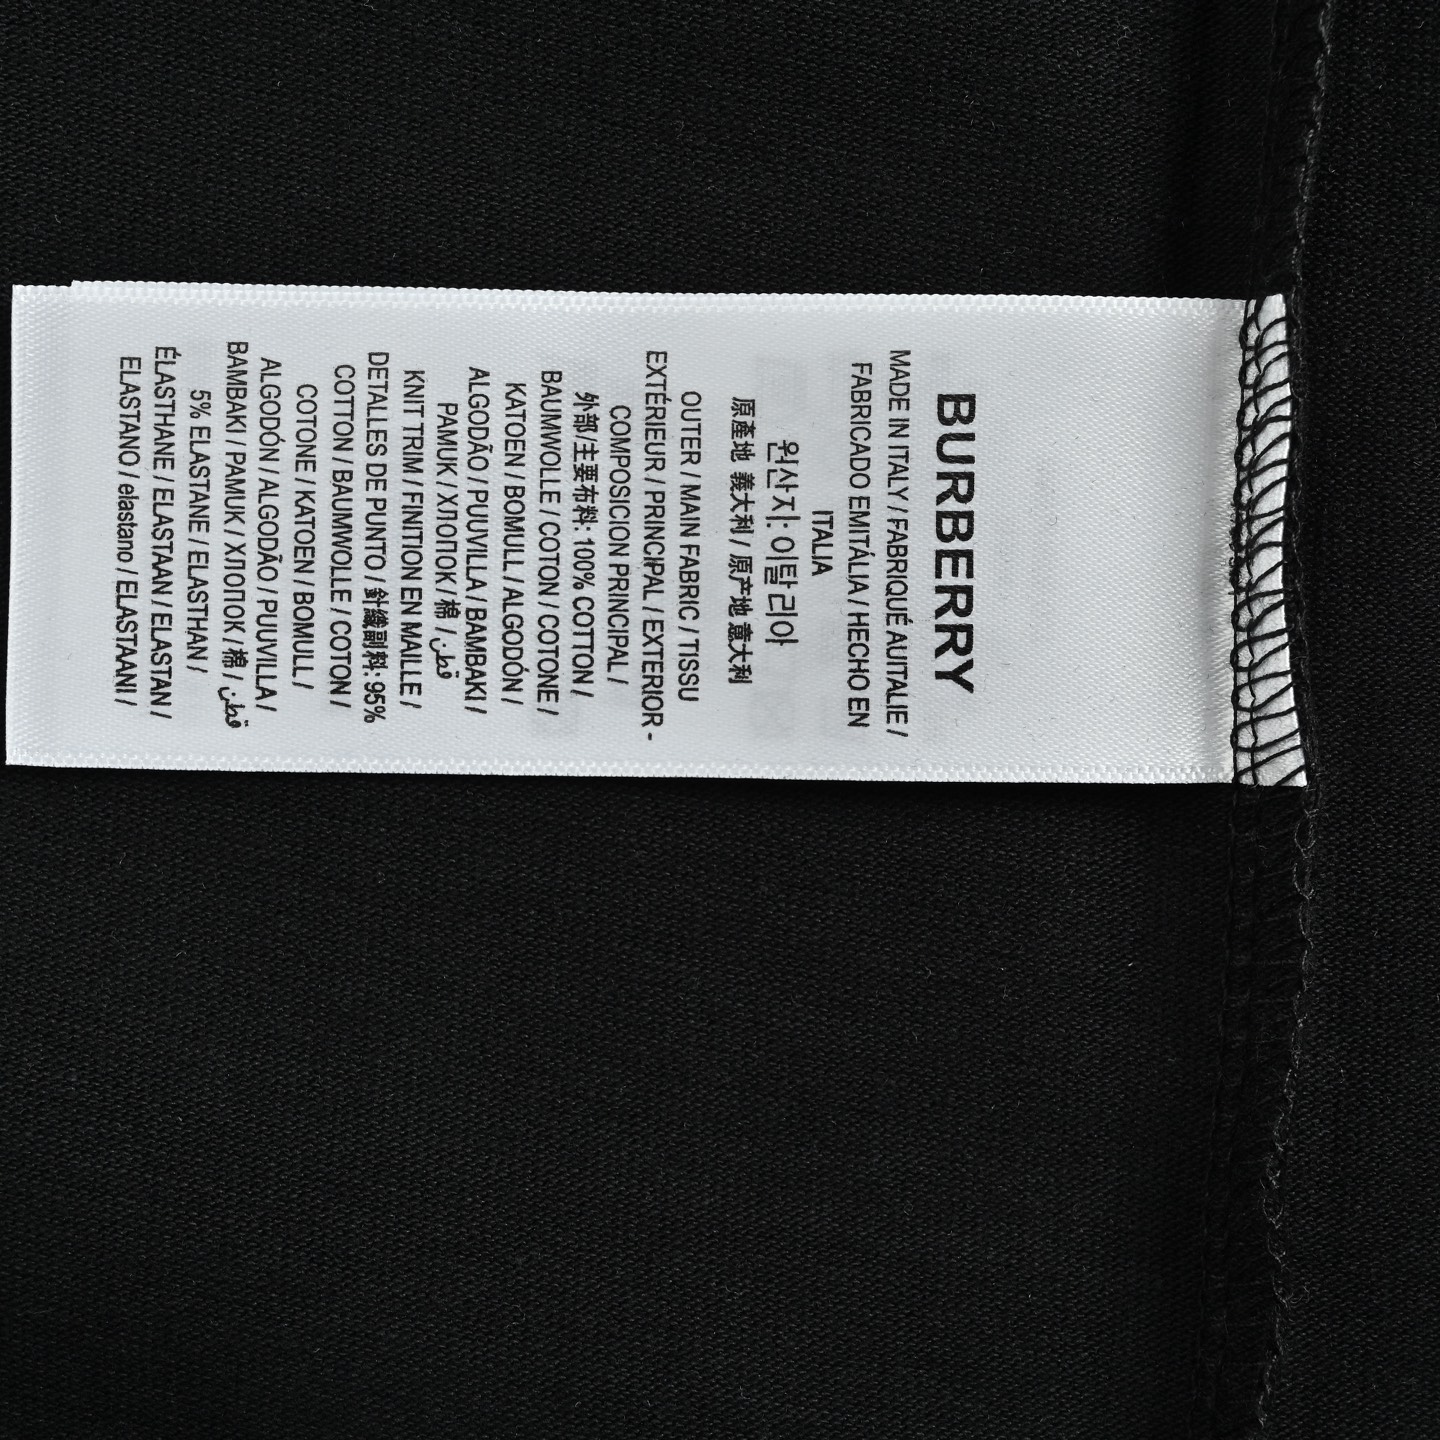 BURBERRY
MADE IN ITALY / FABRIQUÉ AUITALIE /
FABRICADO EMITÁLIA / HECHO EN
ITALIA
원산지: 이탈리아
原產地 義大利 / 原产地 意大利
OUTER / MAIN FABRIC / TISSU
EXTÉRIEUR / PRINCIPAL / EXTERIOR -
COMPOSICION PRINCIPAL /
外部/主要布料: 100% COTTON /
BAUMWOLLE / COTON / COTONE /
KATOEN / BOMULL / ALGODÓN /
ALGODÃO / PUUVILLA / BAMBAKI /
PAMUK / ХЛОПОК / 棉 / قطن
KNIT TRIM / FINITION EN MAILLE /
DETALLES DE PUNTO / 針織副料: 95%
COTTON / BAUMWOLLE / COTON /
COTONE / KATOEN / BOMULL /
ALGODÓN / ALGODÃO / PUUVILLA /
BAMBAKI / PAMUK / ХЛОПОК / 棉 / قطن
5% ELASTANE / ELASTHAN /
ÉLASTHANE / ELASTAAN / ELASTAN /
ELASTANO / elastano / ELASTAANI /